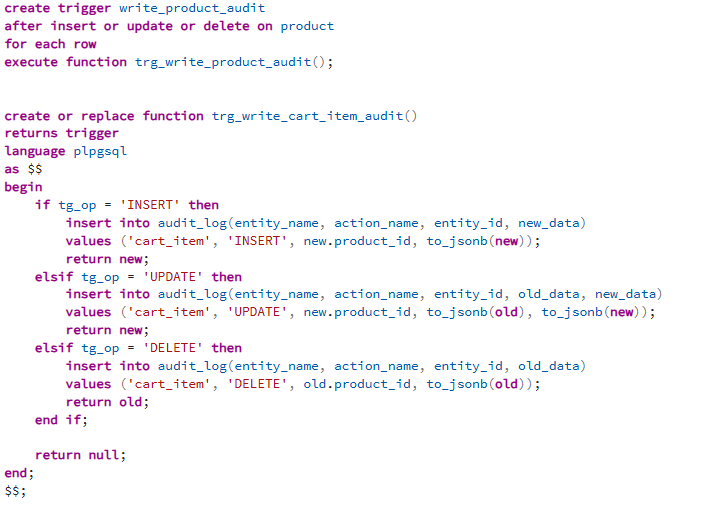 create trigger write_product_audit
after insert or update or delete on product
for each row
execute function trg_write_product_audit();
create or replace function trg_write_cart_item_audit()
returns trigger
language plpgsql
as $$
begin
    if tg_op = 'INSERT' then
        insert into audit_log(entity_name, action_name, entity_id, new_data)
        values ('cart_item', 'INSERT', new.product_id, to_jsonb(new));
        return new;
    elsif tg_op = 'UPDATE' then
        insert into audit_log(entity_name, action_name, entity_id, old_data, new_data)
        values ('cart_item', 'UPDATE', new.product_id, to_jsonb(old), to_jsonb(new));
        return new;
    elsif tg_op = 'DELETE' then
        insert into audit_log(entity_name, action_name, entity_id, old_data)
        values ('cart_item', 'DELETE', old.product_id, to_jsonb(old));
        return old;
    end if;
    return null;
end;
$$;